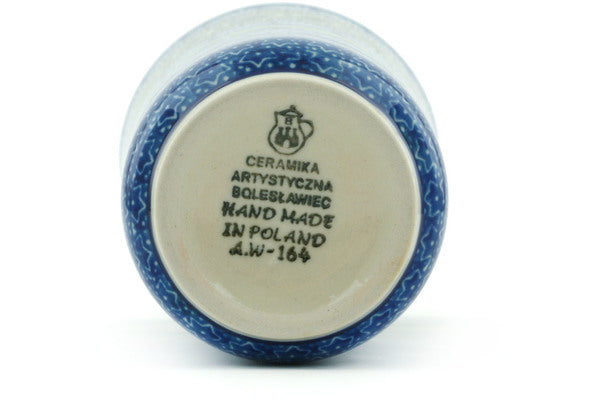 CERAMIKA
ARTYSTYCZNA
BOLESŁAWIEC
HAND MADE
IN POLAND
A.W-164